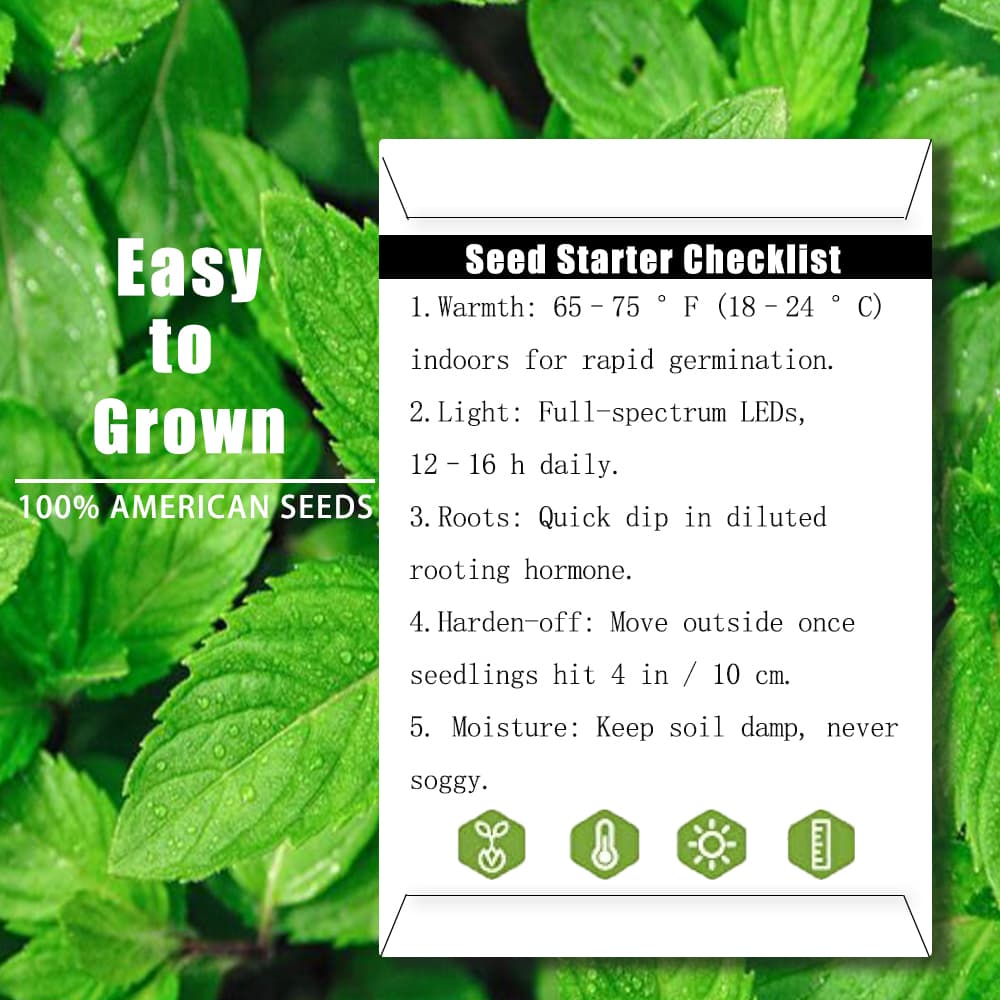 Easy
to
Grown
100% AMERICAN SEEDS
Seed Starter Checklist
1.Warmth: 65–75 ° F (18–24 ° C)
indoors for rapid germination.
2.Light: Full-spectrum LEDs,
12–16 h daily.
3.Roots: Quick dip in diluted
rooting hormone.
4.Harden-off: Move outside once
seedlings hit 4 in / 10 cm.
5. Moisture: Keep soil damp, never
soggy.